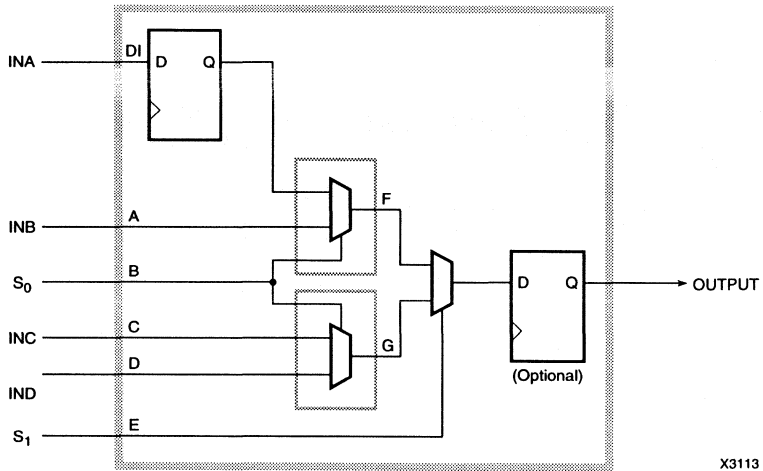 INA
DI
D Q
INB
A
F
S0
B
D Q
OUTPUT
INC
C
G
D
IND
(Optional)
S1
E
X3113